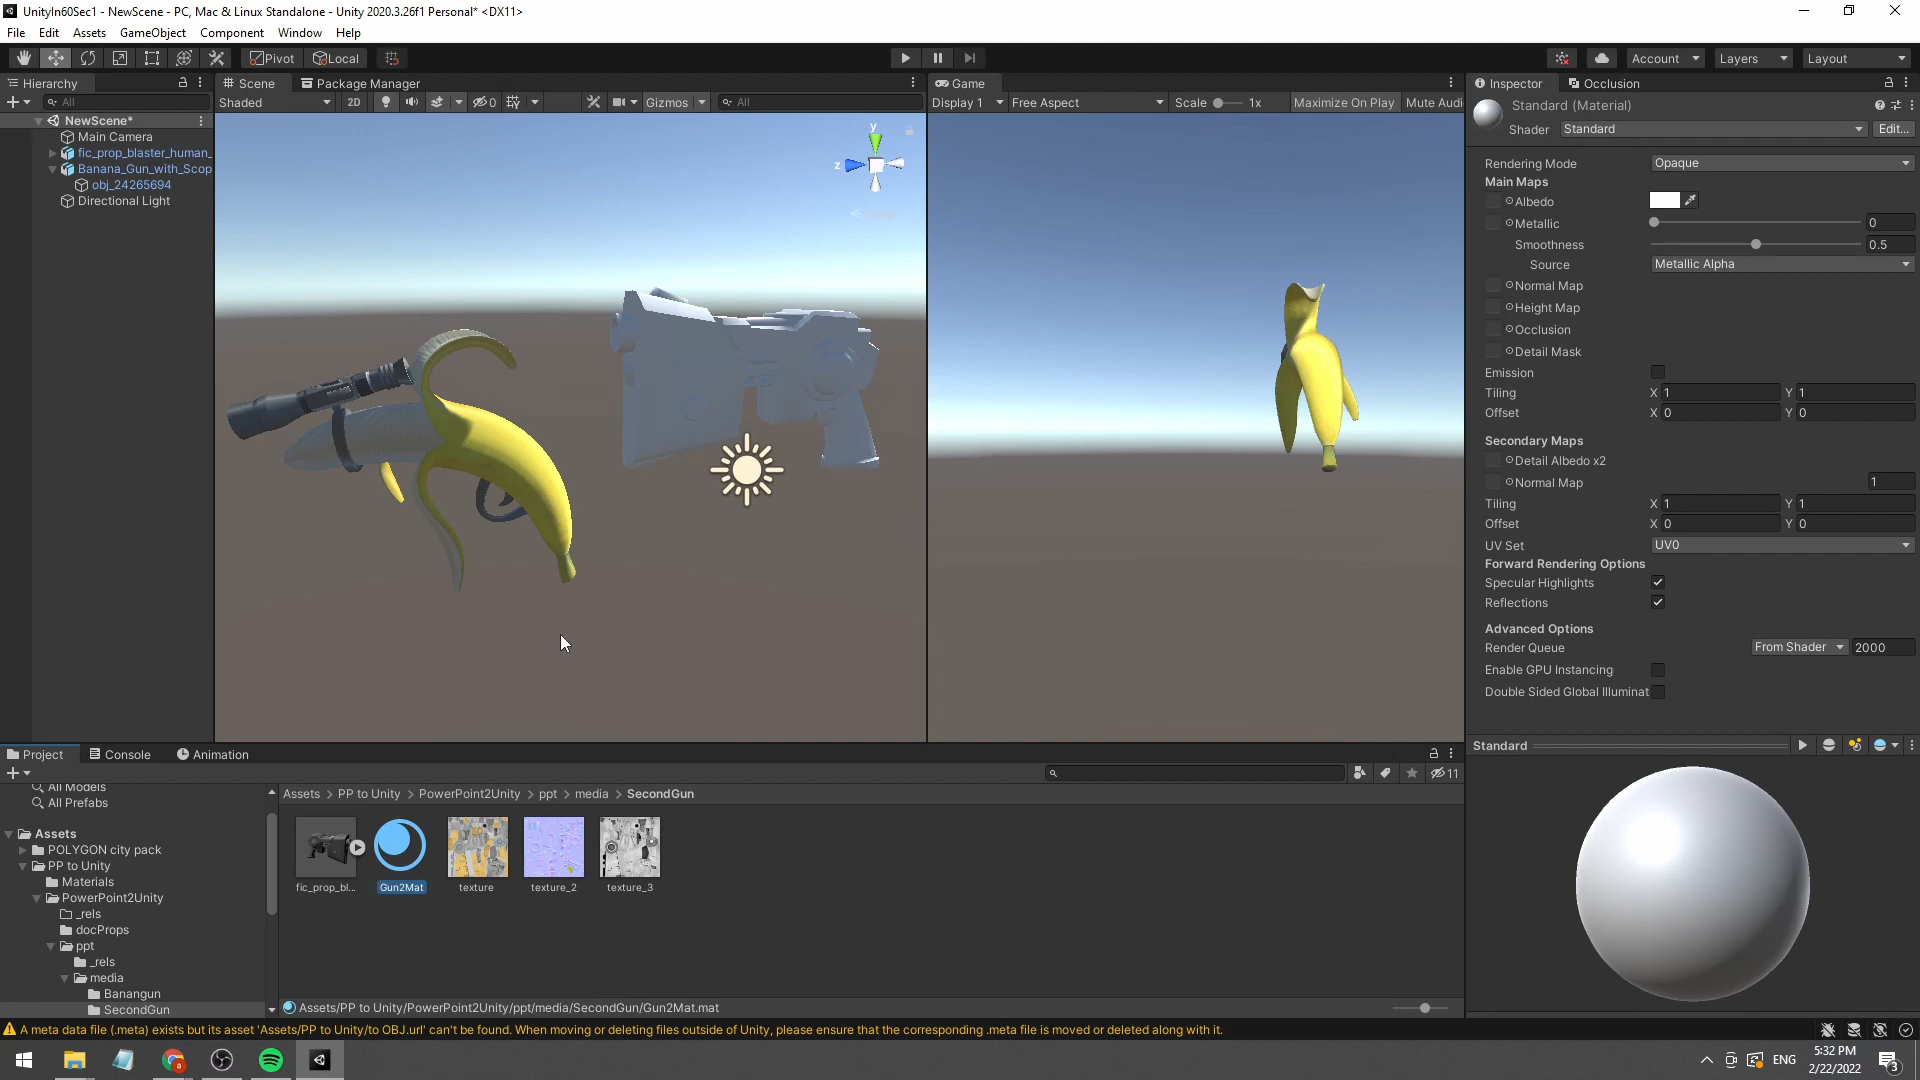 UnityIn60Sec1 - NewScene - PC, Mac & Linux Standalone - Unity 2020.3.26f1 Personal* <DX11>
File Edit Assets GameObject Component Window Help
Pivot Local Account Layers Layout
Hierarchy Scene Package Manager Game Inspector Occlusion
All Shaded 2D 0 Gizmos All Display 1 Free Aspect Scale 1x Maximize On Play Mute Audi
NewScene*
Main Camera
fic_prop_blaster_human_
Banana_Gun_with_Scop
obj_24265694
Directional Light
y
z
Standard (Material)
Shader Standard Edit...
Rendering Mode Opaque
Main Maps
Albedo
Metallic 0
Smoothness 0.5
Source Metallic Alpha
Normal Map
Height Map
Occlusion
Detail Mask
Emission
Tiling X 1 Y 1
Offset X 0 Y 0
Secondary Maps
Detail Albedo x2
Normal Map 1
Tiling X 1 Y 1
Offset X 0 Y 0
UV Set UV0
Forward Rendering Options
Specular Highlights
Reflections
Advanced Options
Render Queue From Shader 2000
Enable GPU Instancing
Double Sided Global Illuminat
Standard
Project Console Animation
11
All Models
All Prefabs
Assets
POLYGON city pack
PP to Unity
Materials
PowerPoint2Unity
_rels
docProps
ppt
_rels
media
Banangun
SecondGun
Assets > PP to Unity > PowerPoint2Unity > ppt > media > SecondGun
fic_prop_bl... Gun2Mat texture texture_2 texture_3
Assets/PP to Unity/PowerPoint2Unity/ppt/media/SecondGun/Gun2Mat.mat
A meta data file (.meta) exists but its asset 'Assets/PP to Unity/to OBJ.url' can't be found. When moving or deleting files outside of Unity, please ensure that the corresponding .meta file is moved or deleted along with it.
ENG
5:32 PM
2/22/2022
3